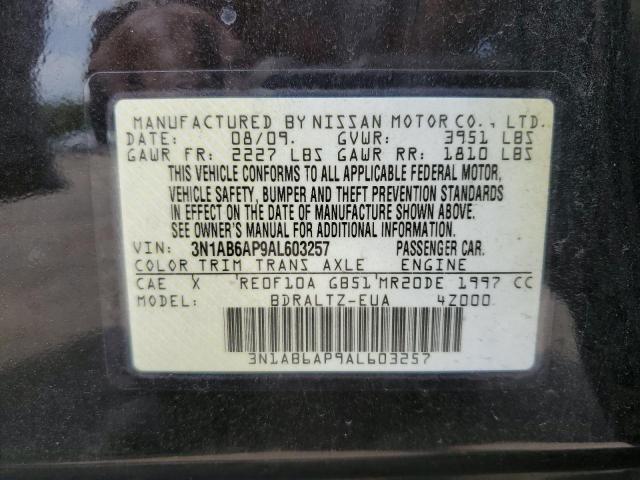 MANUFACTURED BY NISSAN MOTOR CO., LTD.
DATE: 08/09. GVWR: 3951 LBS
GAWR FR: 2227 LBS GAWR RR: 1810 LBS
THIS VEHICLE CONFORMS TO ALL APPLICABLE FEDERAL MOTOR,
VEHICLE SAFETY, BUMPER AND THEFT PREVENTION STANDARDS
IN EFFECT ON THE DATE OF MANUFACTURE SHOWN ABOVE.
SEE OWNER'S MANUAL FOR ADDITIONAL INFORMATION.
VIN: 3N1AB6AP9AL603257 PASSENGER CAR.
COLOR TRIM TRANS AXLE ENGINE
CAE X 'RE0F10A G851'MR20DE 1997 CC
MODEL: BDRALTZ-EUA 4Z000
3N1AB6AP9AL603257